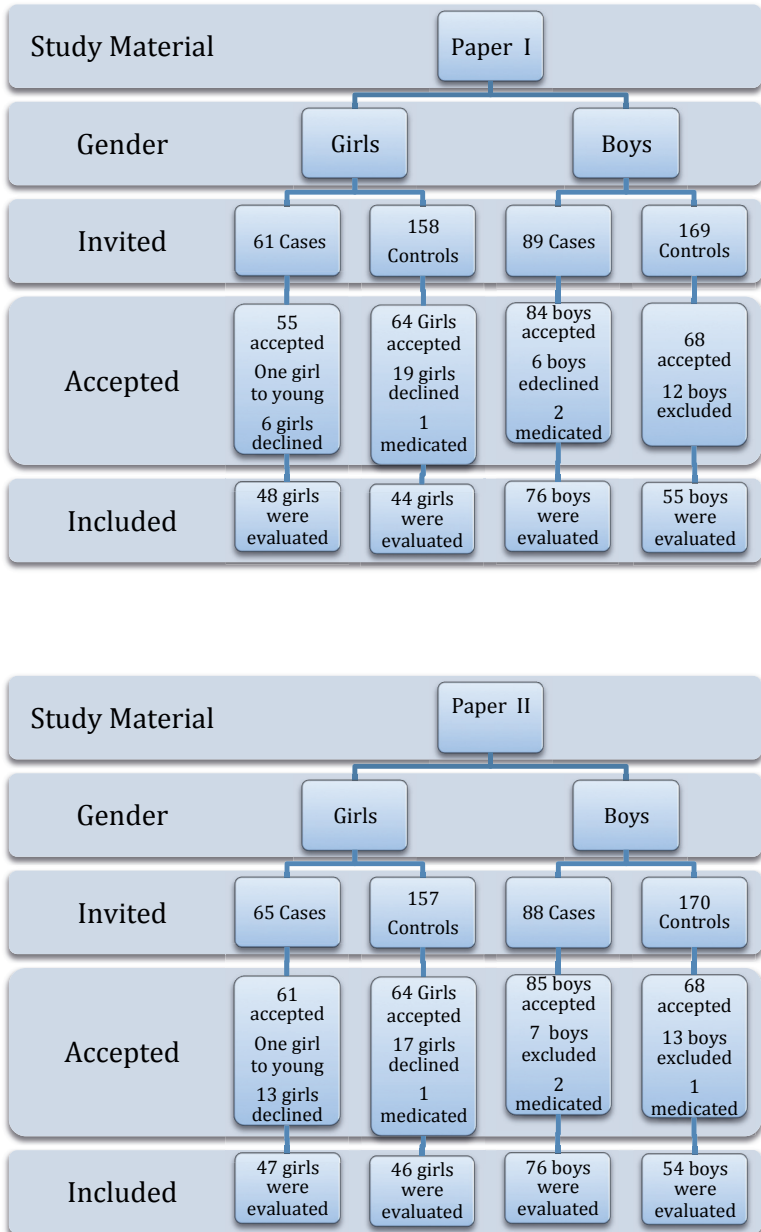 Study Material
Paper I
Gender
Girls
Boys
Invited
61 Cases
158
Controls
89 Cases
169
Controls
Accepted
55
accepted
One girl
to young
6 girls
declined
64 Girls
accepted
19 girls
declined
1
medicated
84 boys
accepted
6 boys
edeclined
2
medicated
68
accepted
12 boys
excluded
Included
48 girls
were
evaluated
44 girls
were
evaluated
76 boys
were
evaluated
55 boys
were
evaluated
Study Material
Paper II
Gender
Girls
Boys
Invited
65 Cases
157
Controls
88 Cases
170
Controls
Accepted
61
accepted
One girl
to young
13 girls
declined
64 Girls
accepted
17 girls
declined
1
medicated
85 boys
accepted
7 boys
excluded
2
medicated
68
accepted
13 boys
excluded
1
medicated
Included
47 girls
were
evaluated
46 girls
were
evaluated
76 boys
were
evaluated
54 boys
were
evaluated